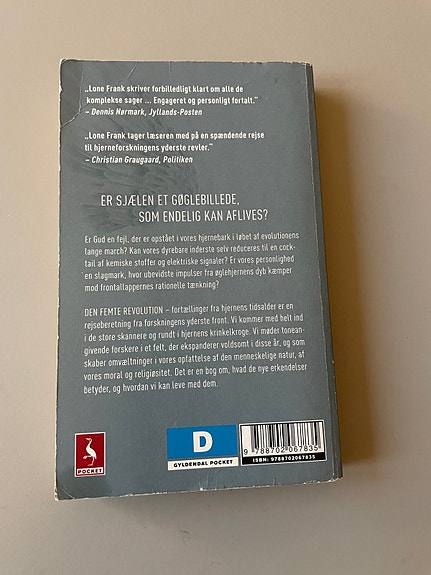 „Lone Frank skriver forbilledligt klart om alle de
komplekse sager ... Engageret og personligt fortalt.”
– Dennis Nørmark, Jyllands-Posten
„Lone Frank tager læseren med på en spændende rejse
til hjerneforskningens yderste revler.”
– Christian Graugaard, Politiken
ER SJÆLEN ET GØGLEBILLEDE,
SOM ENDELIG KAN AFLIVES?
Er Gud en fejl, der er opstået i vores hjernebark i løbet af evolutionens
lange march? Kan vores dyrebare inderste selv reduceres til en cock-
tail af kemiske stoffer og elektriske signaler? Er vores personlighed
en slagmark, hvor ubevidste impulser fra øglehjernens dyb kæmper
mod frontallappernes rationelle tænkning?
DEN FEMTE REVOLUTION – fortællinger fra hjernens tidsalder er en
rejseberetning fra forskningens yderste front. Vi kommer med helt ind
i de store skannere og rundt i hjernens krinkelkroge. Vi møder tonean-
givende forskere i et felt, der ekspanderer voldsomt i disse år, og som
skaber omvæltninger i vores opfattelse af den menneskelige natur, af
vores moral og religiøsitet. Det er en bog om, hvad de nye erkendelser
betyder, og hvordan vi kan leve med dem.
POCKET
D
GYLDENDAL POCKET
9 788702 067835
ISBN: 9788702067835